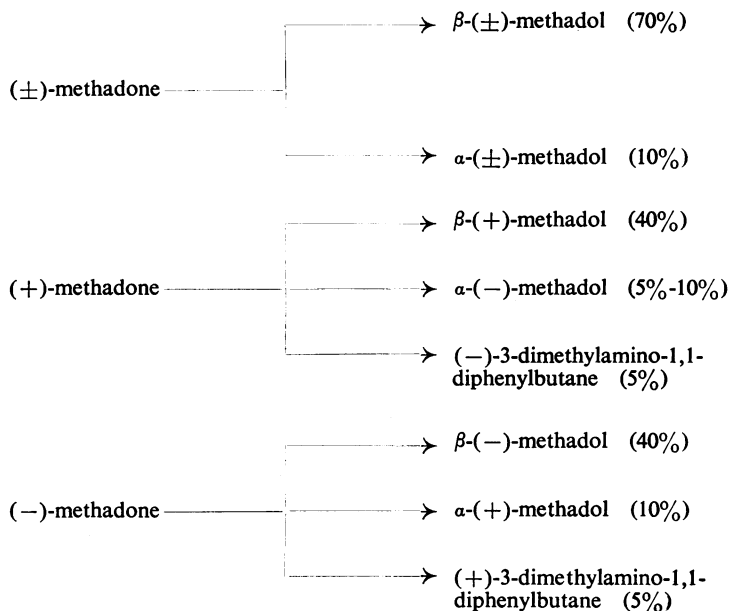 β-(±)-methadol (70%)
(±)-methadone
α-(±)-methadol (10%)
β-(+)-methadol (40%)
(+)-methadone
α-(−)-methadol (5%-10%)
(−)-3-dimethylamino-1,1-
diphenylbutane (5%)
β-(−)-methadol (40%)
(−)-methadone
α-(+)-methadol (10%)
(+)-3-dimethylamino-1,1-
diphenylbutane (5%)